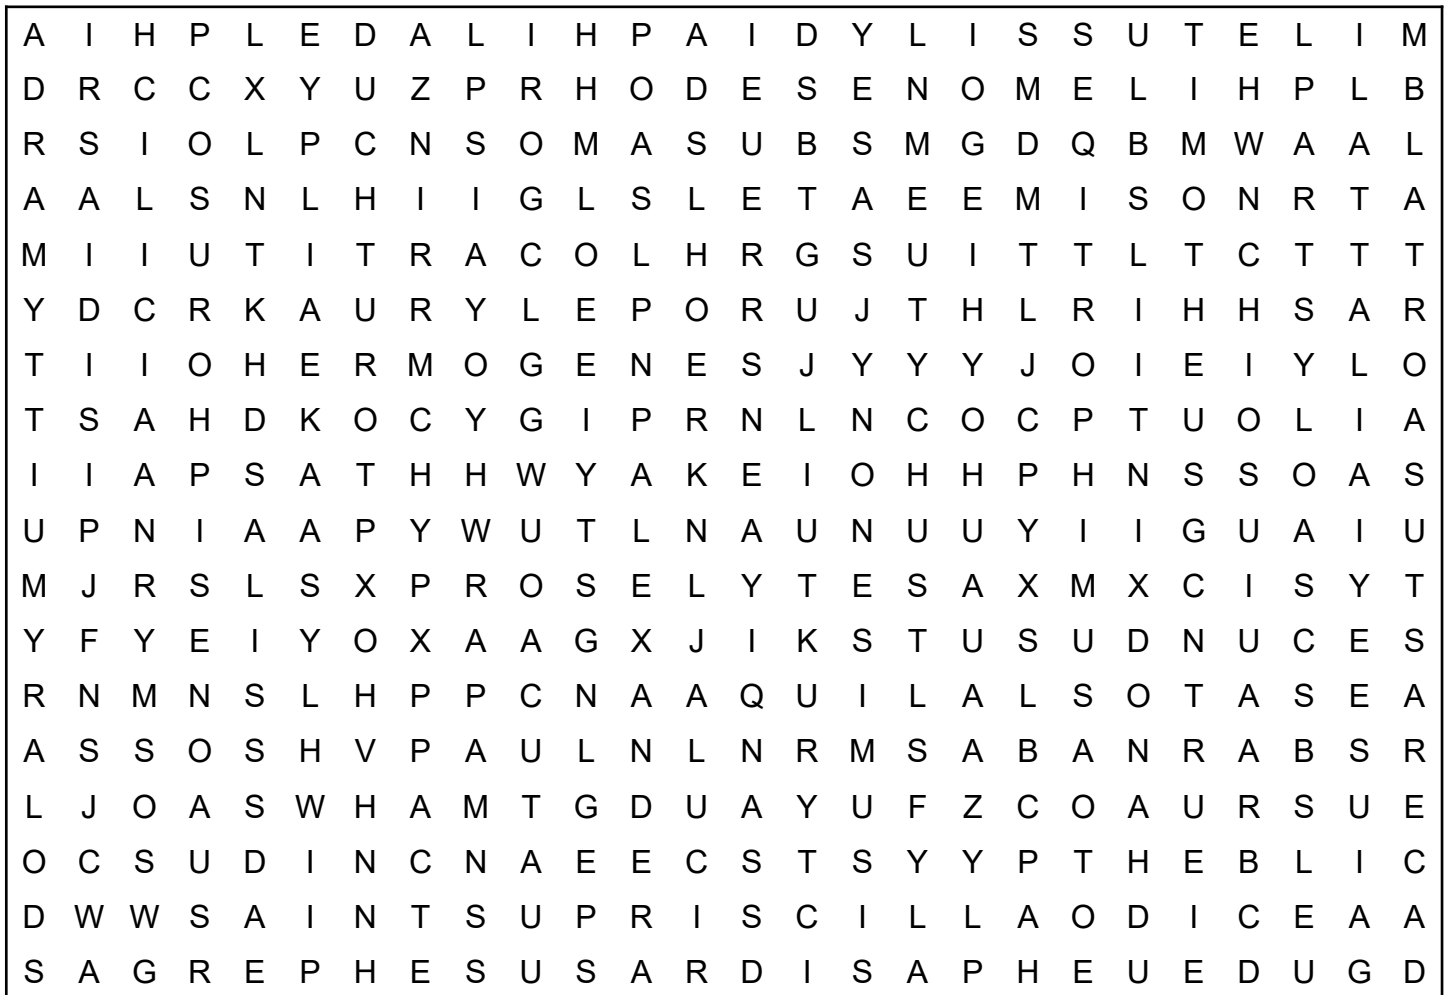 A I H P L E D A L I H P A I D Y L I S S U T E L I M
D R C C X Y U Z P R H O D E S E N O M E L I H P L B
R S I O L P C N S O M A S U B S M G D Q B M W A A L
A A L S N L H I I G L S L E T A E E M I S O N R T A
M I I U T I T R A C O L H R G S U I T T L T C T T T
Y D C R K A U R Y L E P O R U J T H L R I H H S A R
T I I O H E R M O G E N E S J Y Y Y J O I E I Y L O
T S A H D K O C Y G I P R N L N C O C P T U O L I A
I I A P S A T H H W Y A K E I O H H P H N S S O A S
U P N I A A P Y W U T L N A U N U U Y I I G U A I U
M J R S L S X P R O S E L Y T E S A X M X C I S Y T
Y F Y E I Y O X A A G X J I K S T U S U D N U C E S
R N M N S L H P P C N A A Q U I L A L S O T A S E A
A S S O S H V P A U L N L N R M S A B A N R A B S R
L J O A S W H A M T G D U A Y U F Z C O A U R S U E
O C S U D I N C N A E E C S T S Y Y P T H E B L I C
D W W S A I N T S U P R I S C I L L A O D I C E A A
S A G R E P H E S U S A R D I S A P H E U E D U G D